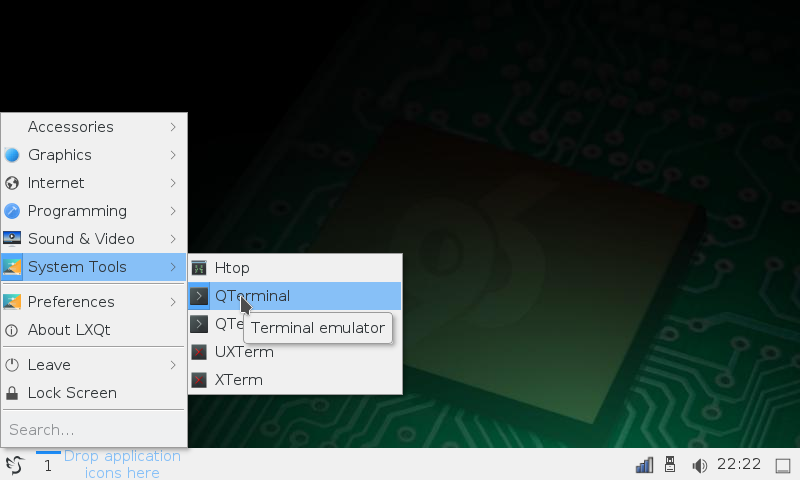 Accessories
Graphics
Internet
Programming
Sound & Video
System Tools
Preferences
About LXQt
Leave
Lock Screen
Search...
Htop
QTerminal
QTe
Terminal emulator
UXTerm
XTerm
1
Drop application
icons here
22:22